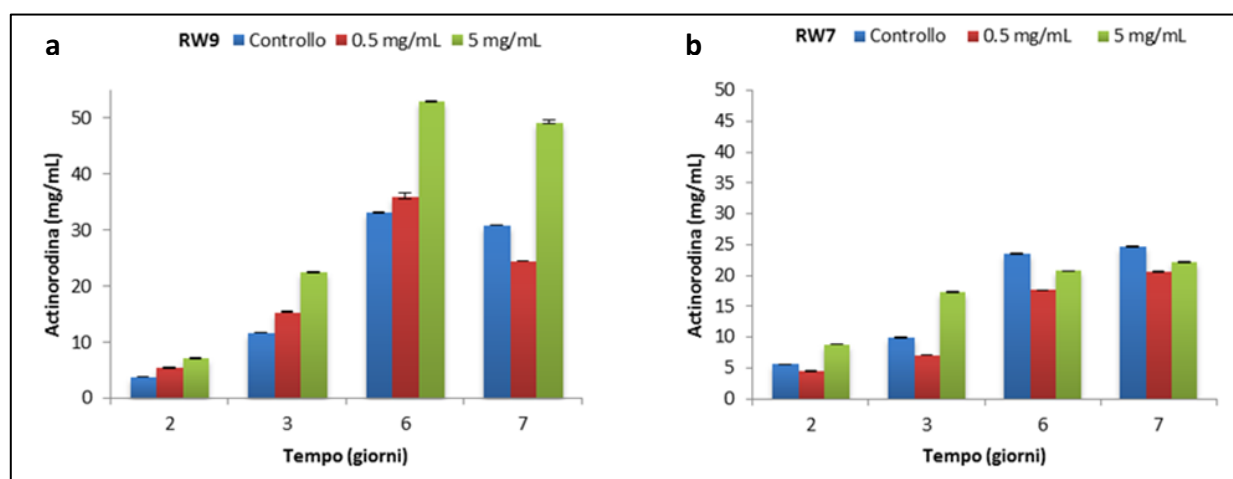 a RW9 Controllo 0.5 mg/mL 5 mg/mL
Actinorodina (mg/mL)
50
40
30
20
10
0
2 3 6 7
Tempo (giorni)
b RW7 Controllo 0.5 mg/mL 5 mg/mL
Actinorodina (mg/mL)
50
45
40
35
30
25
20
15
10
5
0
2 3 6 7
Tempo (giorni)